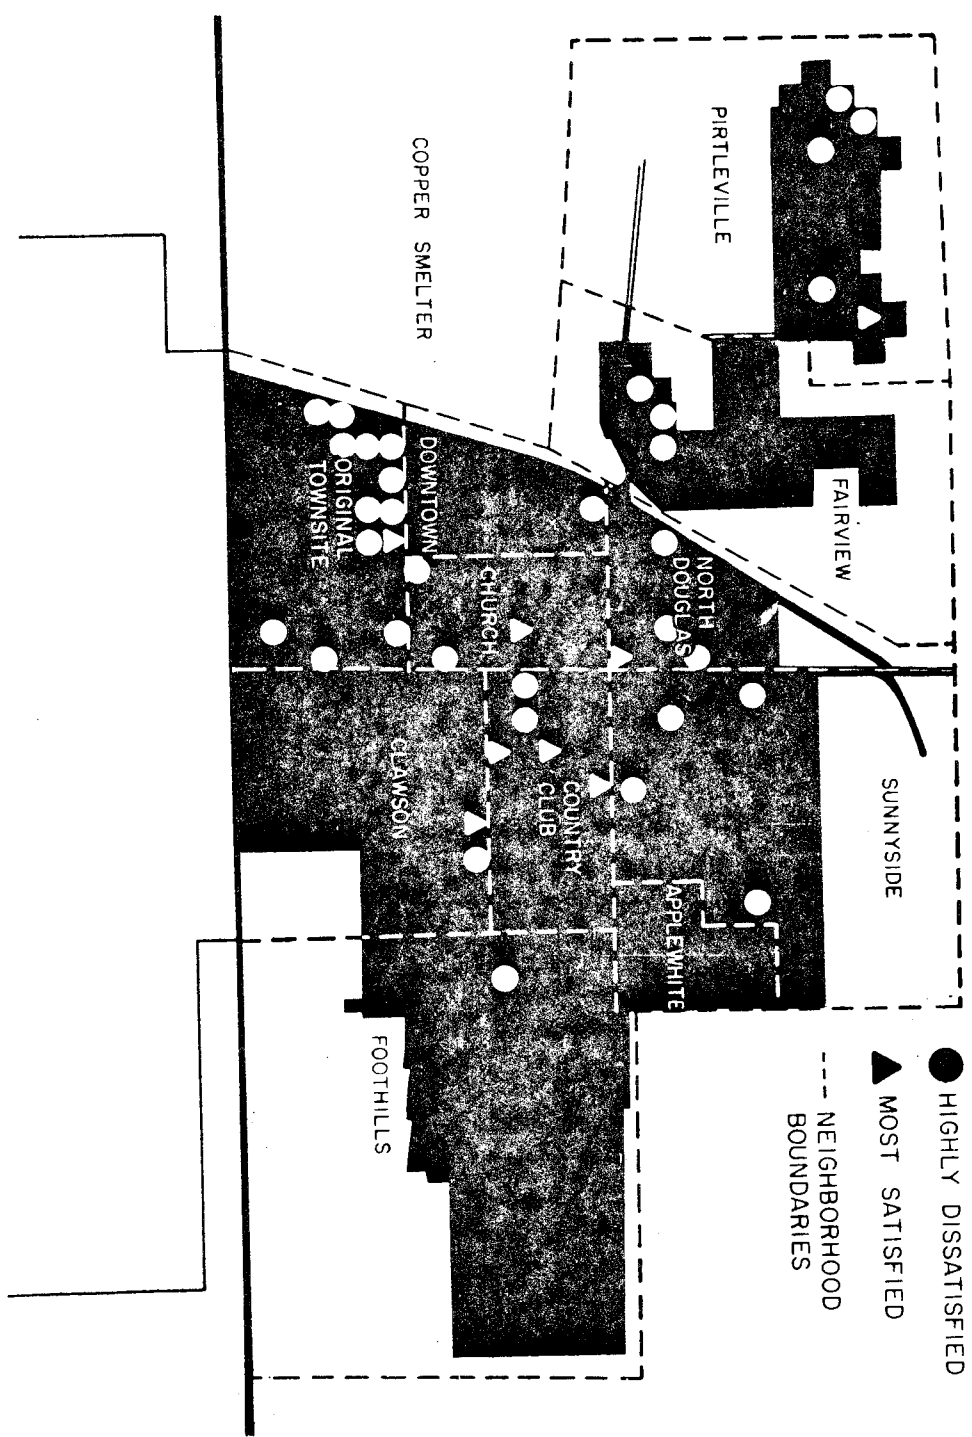 PIRTLEVILLE
COPPER SMELTER
FAIRVIEW
DOWNTOWN
ORIGINAL
TOWNSITE
NORTH
DOUGLAS
CHURCH
SUNNYSIDE
COUNTRY
CLUB
CLAWSON
APPLEWHITE
FOOTHILLS
HIGHLY DISSATISFIED
MOST SATISFIED
NEIGHBORHOOD
BOUNDARIES